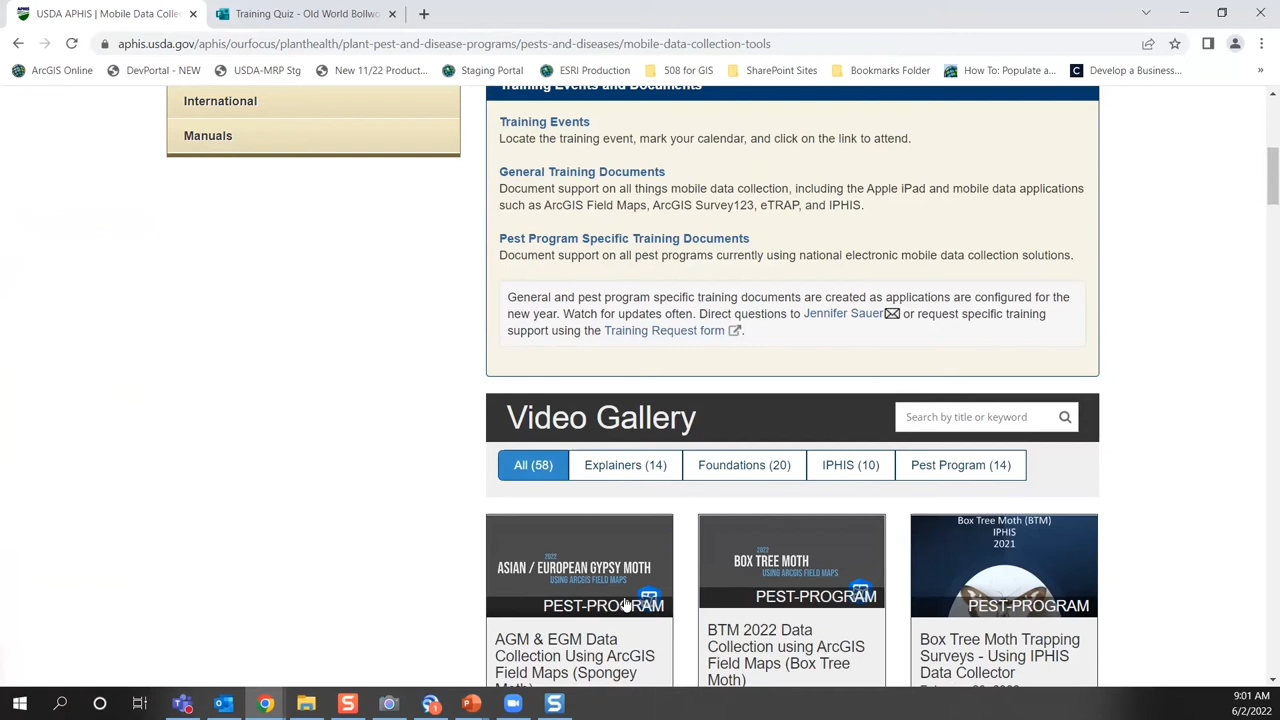 USDA APHIS | Mobile Data Colle
Training Quiz - Old World Bollwo
aphis.usda.gov/aphis/ourfocus/planthealth/plant-pest-and-disease-programs/pests-and-diseases/mobile-data-collection-tools
ArcGIS Online
DevPortal - NEW
USDA-MRP Stg
New 11/22 Product...
Staging Portal
ESRI Production
508 for GIS
SharePoint Sites
Bookmarks Folder
How To: Populate a...
Develop a Business...
»
International
Manuals
Training Events and Documents
Training Events
Locate the training event, mark your calendar, and click on the link to attend.
General Training Documents
Document support on all things mobile data collection, including the Apple iPad and mobile data applications
such as ArcGIS Field Maps, ArcGIS Survey123, eTRAP, and IPHIS.
Pest Program Specific Training Documents
Document support on all pest programs currently using national electronic mobile data collection solutions.
General and pest program specific training documents are created as applications are configured for the
new year. Watch for updates often. Direct questions to Jennifer Sauer or request specific training
support using the Training Request form .
Video Gallery
Search by title or keyword
All (58)
Explainers (14)
Foundations (20)
IPHIS (10)
Pest Program (14)
2022
ASIAN / EUROPEAN GYPSY MOTH
USING ARCGIS FIELD MAPS
PEST-PROGRAM
AGM & EGM Data
Collection Using ArcGIS
Field Maps (Spongey
Moth)
2022
BOX TREE MOTH
USING ARCGIS FIELD MAPS
PEST-PROGRAM
BTM 2022 Data
Collection using ArcGIS
Field Maps (Box Tree
Moth)
Box Tree Moth (BTM)
IPHIS
2021
PEST-PROGRAM
Box Tree Moth Trapping
Surveys - Using IPHIS
Data Collector
9:01 AM
6/2/2022